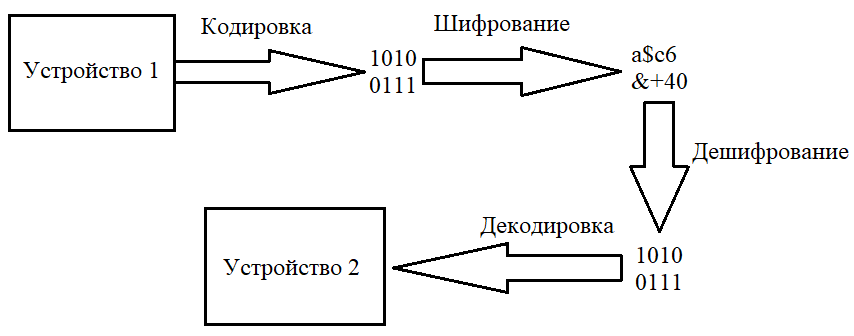 Кодировка
Шифрование
Устройство 1
1010
0111
a$c6
&+40
Дешифрование
Декодировка
Устройство 2
1010
0111